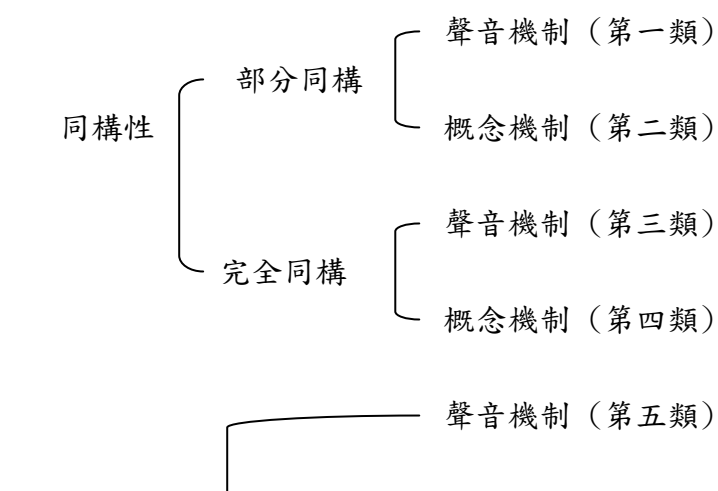 聲音機制（第一類）
部分同構
同構性
概念機制（第二類）
聲音機制（第三類）
完全同構
概念機制（第四類）
聲音機制（第五類）